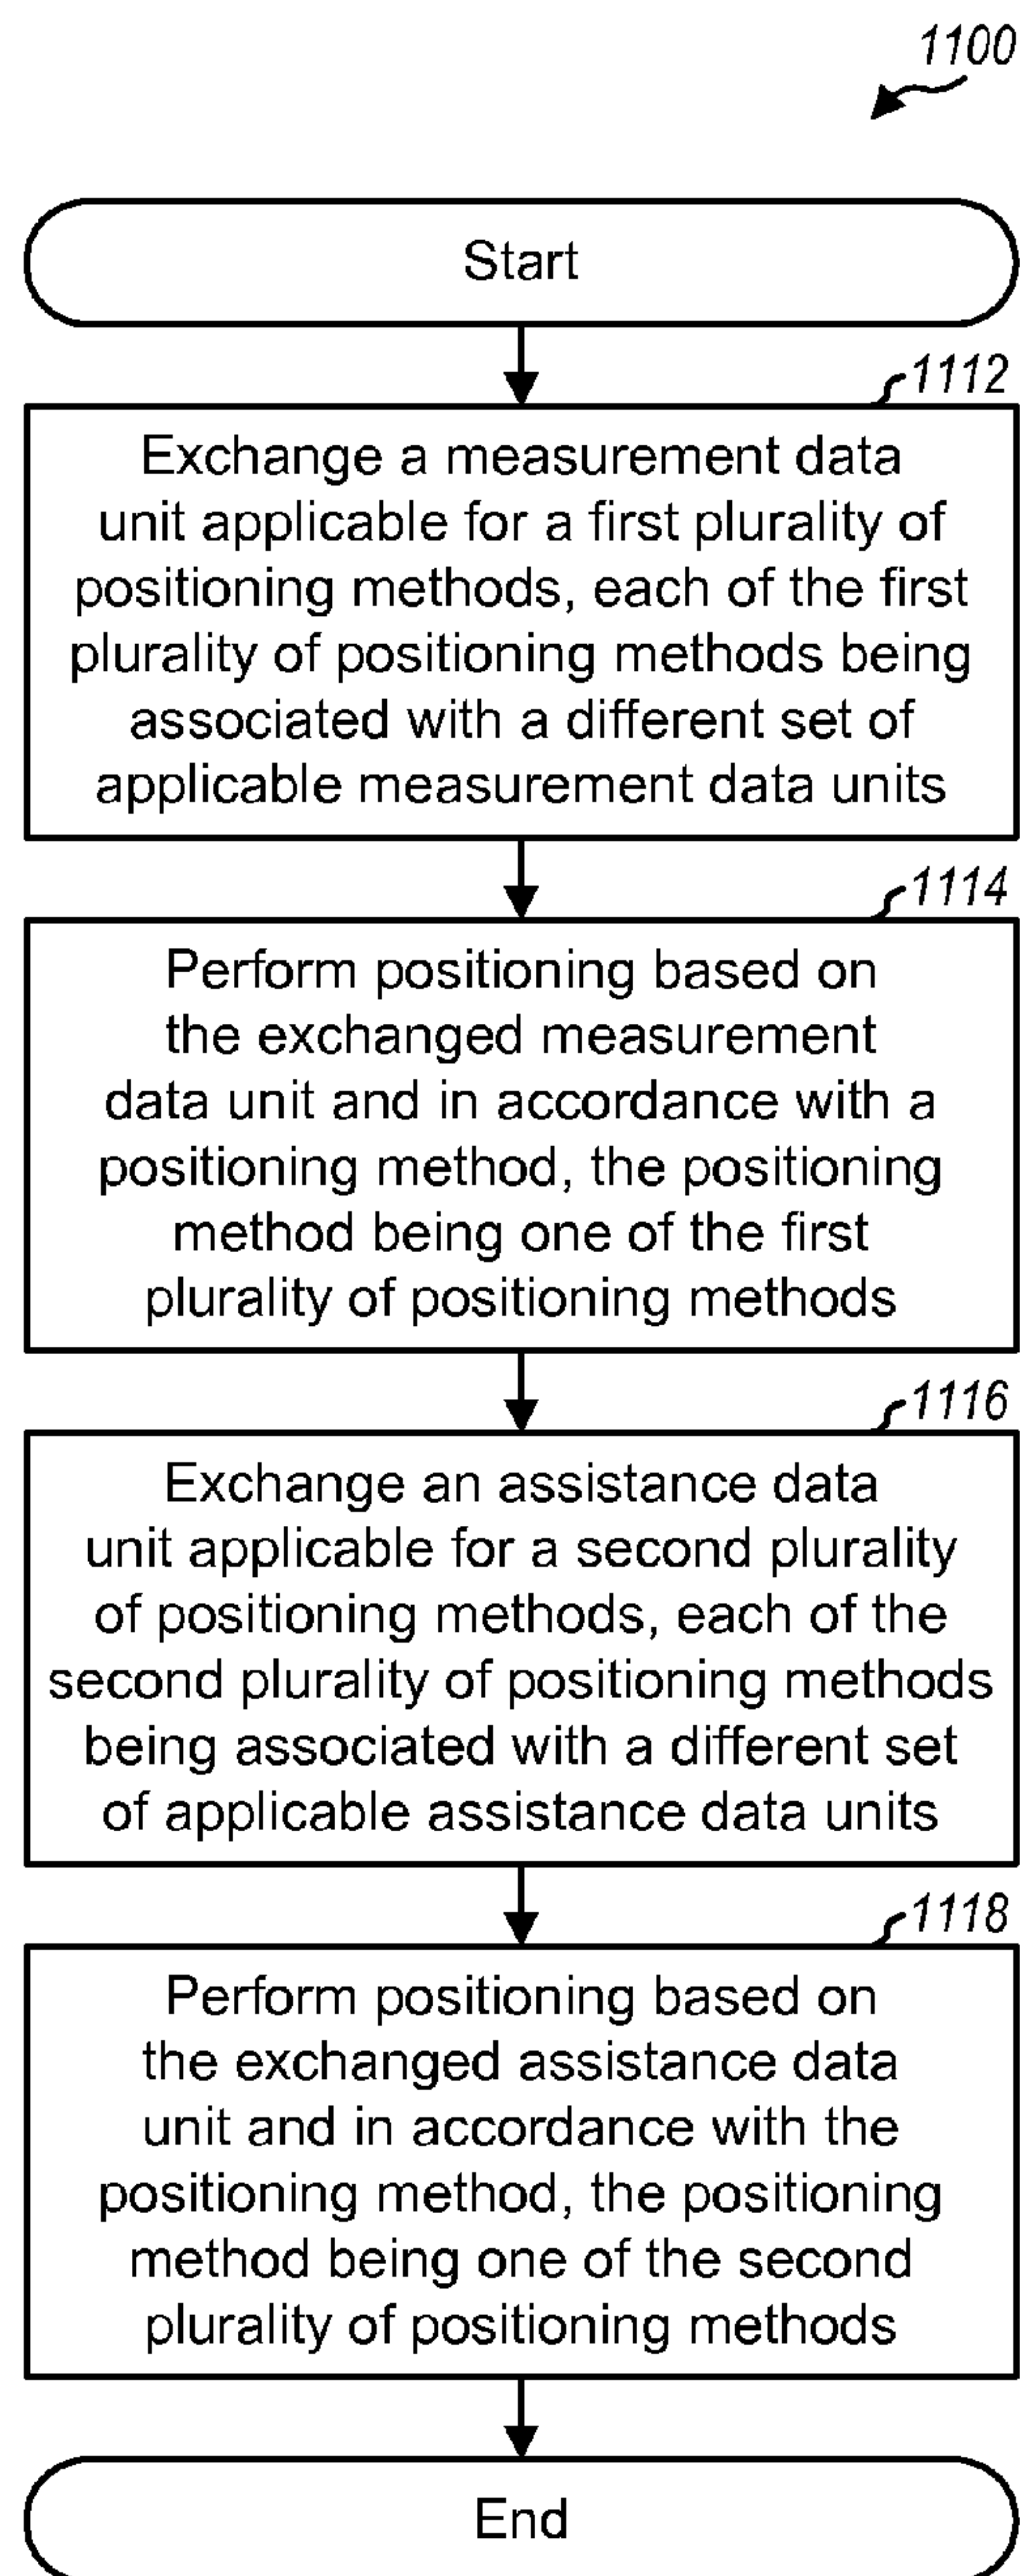 1100
Start
1112
Exchange a measurement data
unit applicable for a first plurality of
positioning methods, each of the first
plurality of positioning methods being
associated with a different set of
applicable measurement data units
1114
Perform positioning based on
the exchanged measurement
data unit and in accordance with a
positioning method, the positioning
method being one of the first
plurality of positioning methods
1116
Exchange an assistance data
unit applicable for a second plurality
of positioning methods, each of the
second plurality of positioning methods
being associated with a different set
of applicable assistance data units
1118
Perform positioning based on
the exchanged assistance data
unit and in accordance with the
positioning method, the positioning
method being one of the second
plurality of positioning methods
End